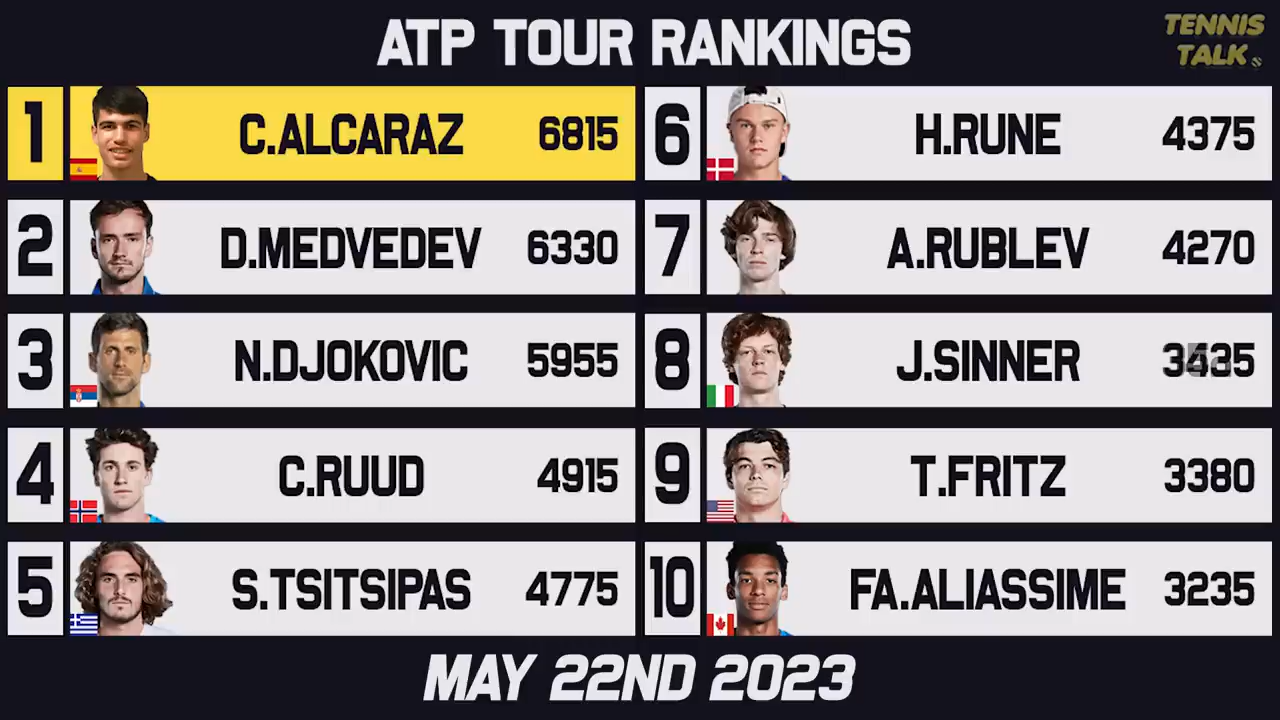 ATP TOUR RANKINGS
TENNIS
TALK
1 C.ALCARAZ 6815
2 D.MEDVEDEV 6330
3 N.DJOKOVIC 5955
4 C.RUUD 4915
5 S.TSITSIPAS 4775
6 H.RUNE 4375
7 A.RUBLEV 4270
8 J.SINNER 3435
9 T.FRITZ 3380
10 FA.ALIASSIME 3235
MAY 22ND 2023